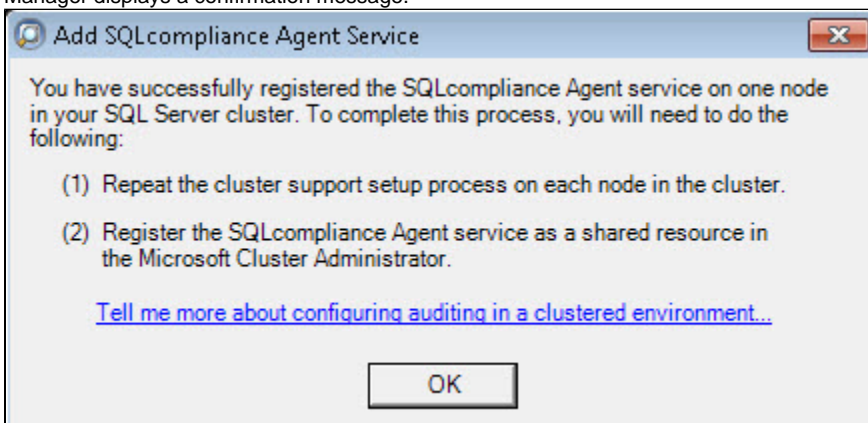 Manager displays a confirmation message.
Add SQLcompliance Agent Service
You have successfully registered the SQLcompliance Agent service on one node
in your SQL Server cluster. To complete this process, you will need to do the
following:
(1) Repeat the cluster support setup process on each node in the cluster.
(2) Register the SQLcompliance Agent service as a shared resource in
the Microsoft Cluster Administrator.
Tell me more about configuring auditing in a clustered environment...
OK